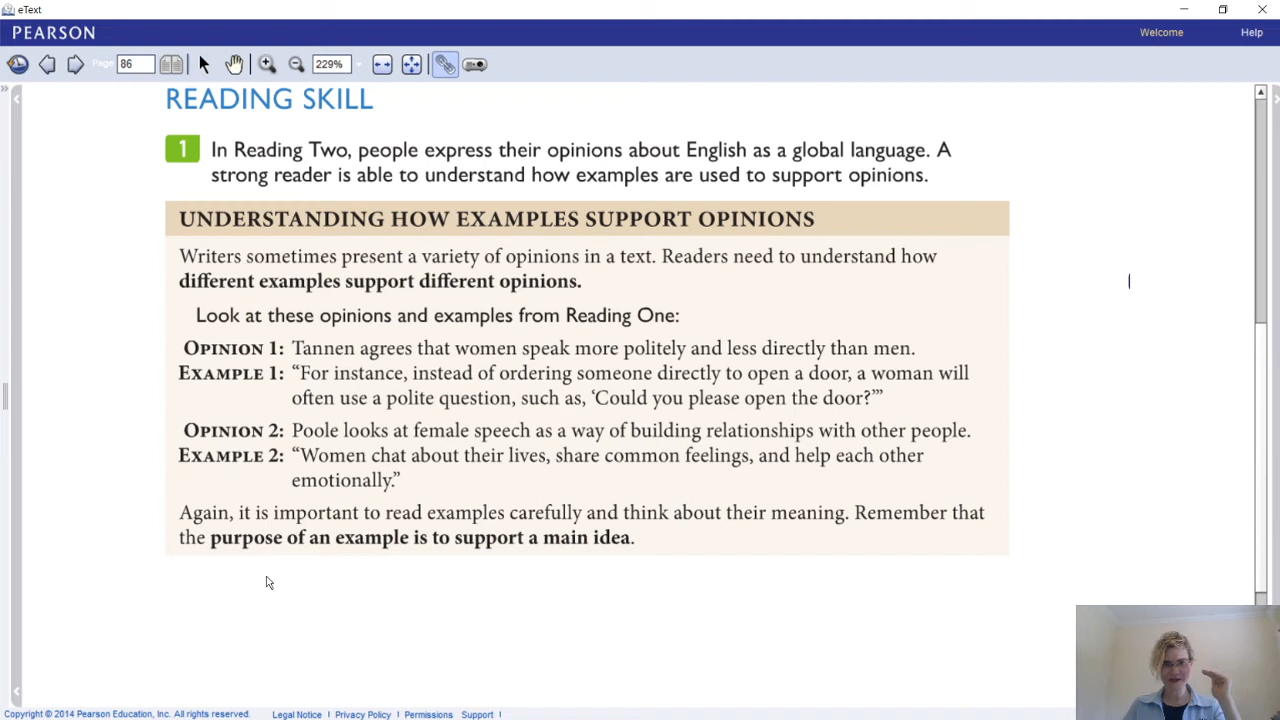 eText
PEARSON
Welcome
Help
Page
86
229%
READING SKILL
1 In Reading Two, people express their opinions about English as a global language. A
strong reader is able to understand how examples are used to support opinions.
UNDERSTANDING HOW EXAMPLES SUPPORT OPINIONS
Writers sometimes present a variety of opinions in a text. Readers need to understand how
different examples support different opinions.
Look at these opinions and examples from Reading One:
OPINION 1: Tannen agrees that women speak more politely and less directly than men.
EXAMPLE 1: “For instance, instead of ordering someone directly to open a door, a woman will
often use a polite question, such as, ‘Could you please open the door?’”
OPINION 2: Poole looks at female speech as a way of building relationships with other people.
EXAMPLE 2: “Women chat about their lives, share common feelings, and help each other
emotionally.”
Again, it is important to read examples carefully and think about their meaning. Remember that
the purpose of an example is to support a main idea.
Copyright © 2014 Pearson Education, Inc. All rights reserved. Legal Notice | Privacy Policy | Permissions Support |